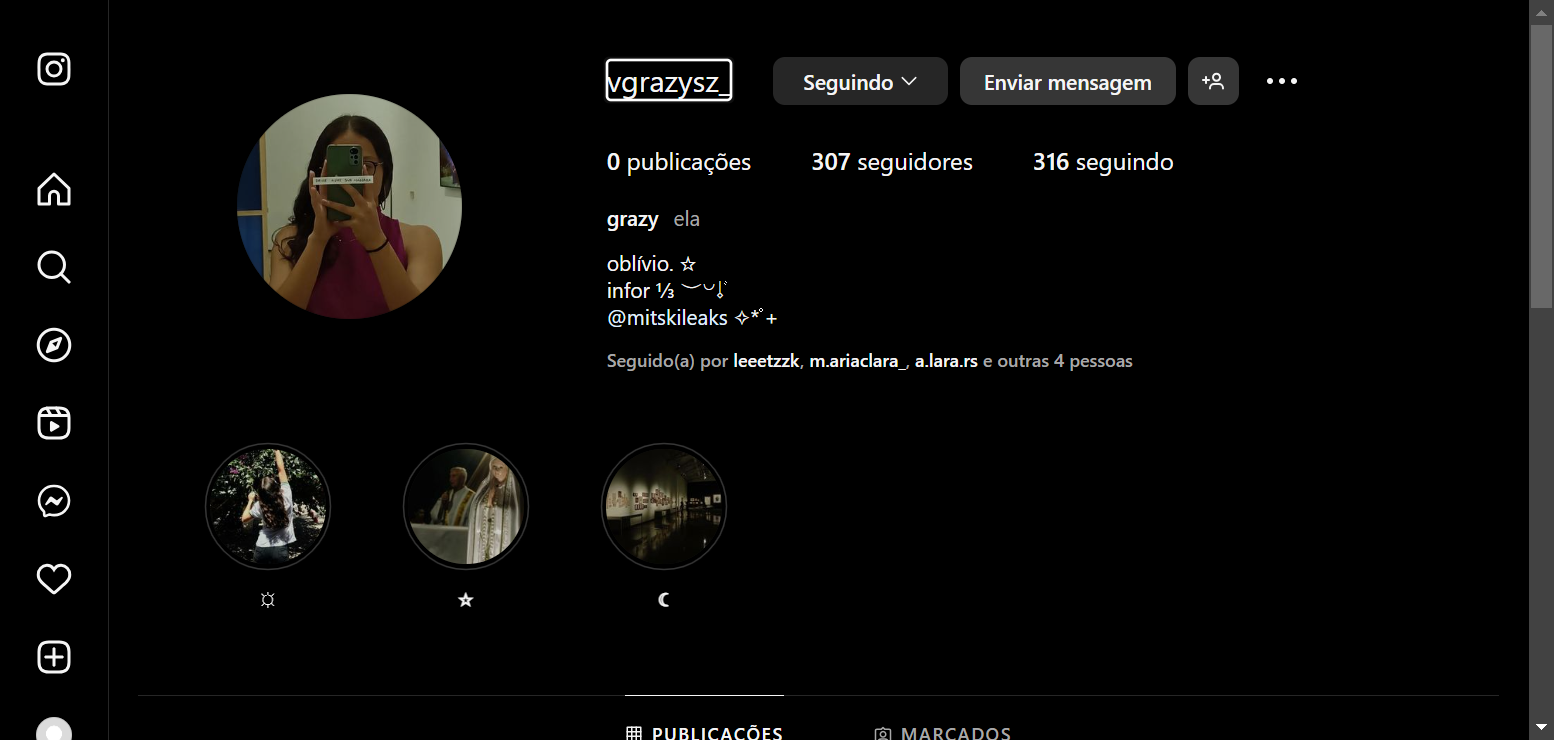 vgrazysz_
Seguindo
Enviar mensagem
0 publicações
307 seguidores
316 seguindo
grazy ela
oblívio. ☆
infor ⅓
@mitskileaks ✧*˚+
Seguido(a) por leeetzzk, m.ariaclara_, a.lara.rs e outras 4 pessoas
PUBLICAÇÕES
MARCADOS